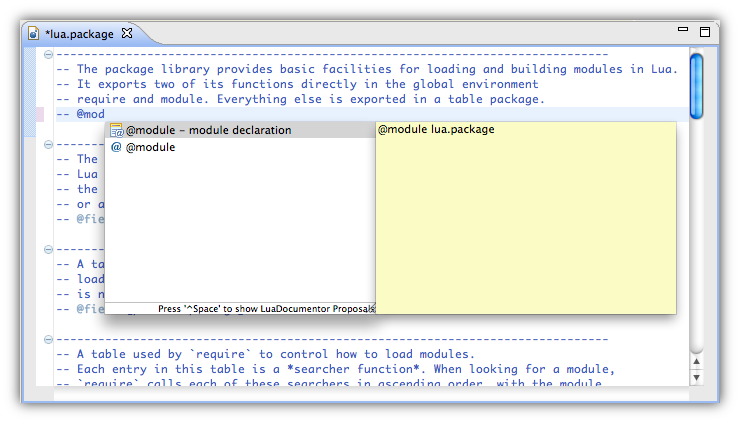 *lua.package
--------------------------------------------------------------------------------
-- The package library provides basic facilities for loading and building modules in Lua.
-- It exports two of its functions directly in the global environment
-- require and module. Everything else is exported in a table package.
-- @mod
@module – module declaration
@module
@module lua.package
-- The
-- Lua
-- the
-- or a
-- @fie
-- A ta
-- load
-- is n
-- @fie
Press '^Space' to show LuaDocumentor Proposals
--------------------------------------------------------------------------------
-- A table used by `require` to control how to load modules.
-- Each entry in this table is a *searcher function*. When looking for a module,
-- `require` calls each of these searchers in ascending order, with the module